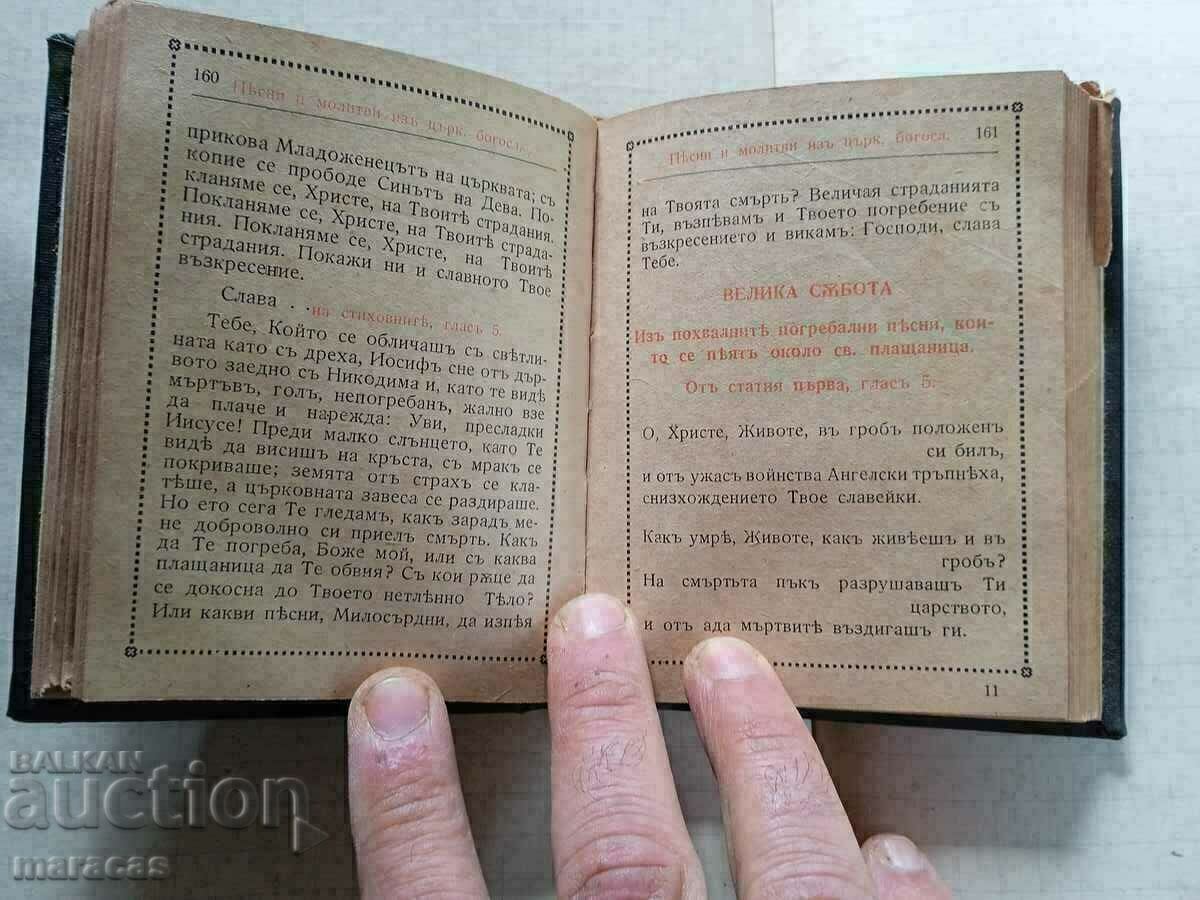 160
Пѣсни и молитви изъ църк. богосл.
прикова Младоженецътъ на църквата; съ
копие се прободе Синътъ на Дева. По-
кланяме се, Христе, на Твоитѣ страдания.
Покланяме се, Христе, на Твоитѣ страда-
ния. Покланяме се, Христе, на Твоитѣ
страдания. Покажи ни и славното Твое
възкресение.
Слава . . на стиховнитѣ, гласъ 5.
Тебе, Който се обличашъ съ свѣтли-
ната като съ дреха, Иосифъ сне отъ дър-
вото заедно съ Никодима и, като те видѣ
мъртъвъ, голъ, непогребанъ, жално взе
да плаче и нарежда: Уви, пресладки
Иисусе! Преди малко слънцето, като Те
видѣ да висишъ на кръста, съ мракъ се
покриваше; земята отъ страхъ се кла-
тѣше, а църковната завеса се раздираше.
Но ето сега Те гледамъ, какъ зарадъ ме-
не доброволно си приелъ смърть. Какъ
да Те погреба, Боже мой, или съ каква
плащаница да Те обвия? Съ кои рѫце да
се докосна до Твоето нетлѣнно Тѣло?
Или какви пѣсни, Милосърдни, да изпѣя
Пѣсни и молитви изъ църк. богосл.
161
на Твоята смърть? Величая страданията
Ти, възпѣвамъ и Твоето погребение съ
възкресението и викамъ: Господи, слава
Тебе.
ВЕЛИКА СѪБОТА
Изъ похвалнитѣ погребални пѣсни, кои-
то се пѣятъ около св. плащаница.
Отъ статия първа, гласъ 5:
О, Христе, Животе, въ гробъ положенъ
си билъ,
и отъ ужасъ войнства Ангелски тръпнѣха,
снизхождението Твое славейки.
Какъ умрѣ, Животе, какъ живѣешъ и въ
гробъ?
На смъртьта пъкъ разрушавашъ Ти
царството,
и отъ ада мъртвитѣ въздигашъ ги.
11
BALKAN
auction
maracas